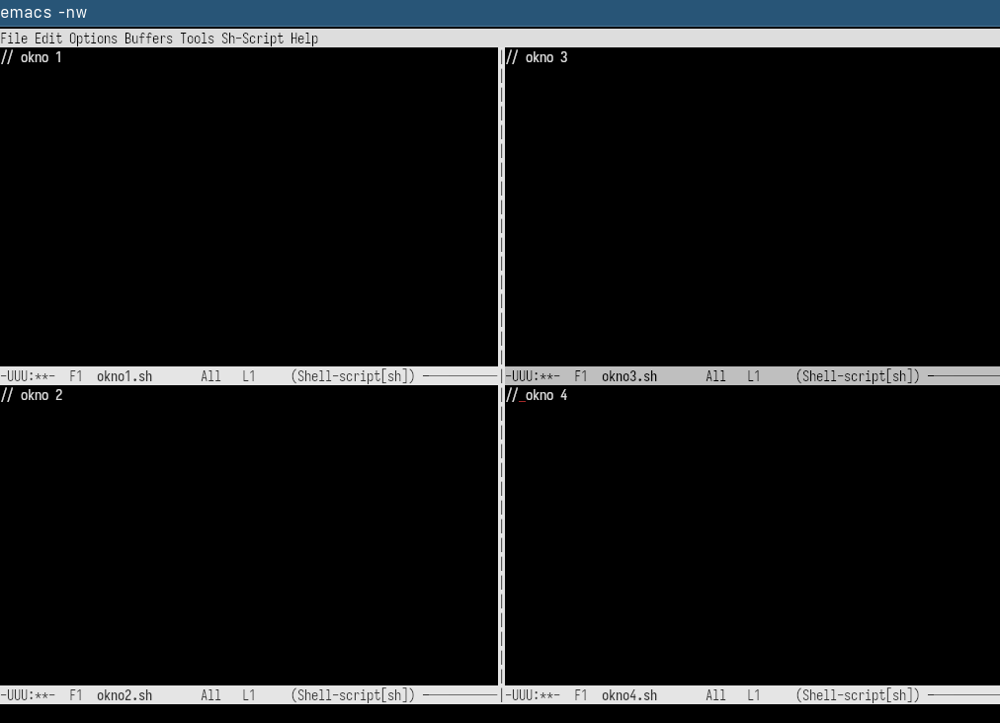 emacs -nw
File Edit Options Buffers Tools Sh-Script Help
// okno 1
// okno 3
-UUU:**-  F1  okno1.sh       All   L1     (Shell-script[sh])
-UUU:**-  F1  okno3.sh       All   L1     (Shell-script[sh])
// okno 2
//_okno 4
-UUU:**-  F1  okno2.sh       All   L1     (Shell-script[sh])
-UUU:**-  F1  okno4.sh       All   L1     (Shell-script[sh])